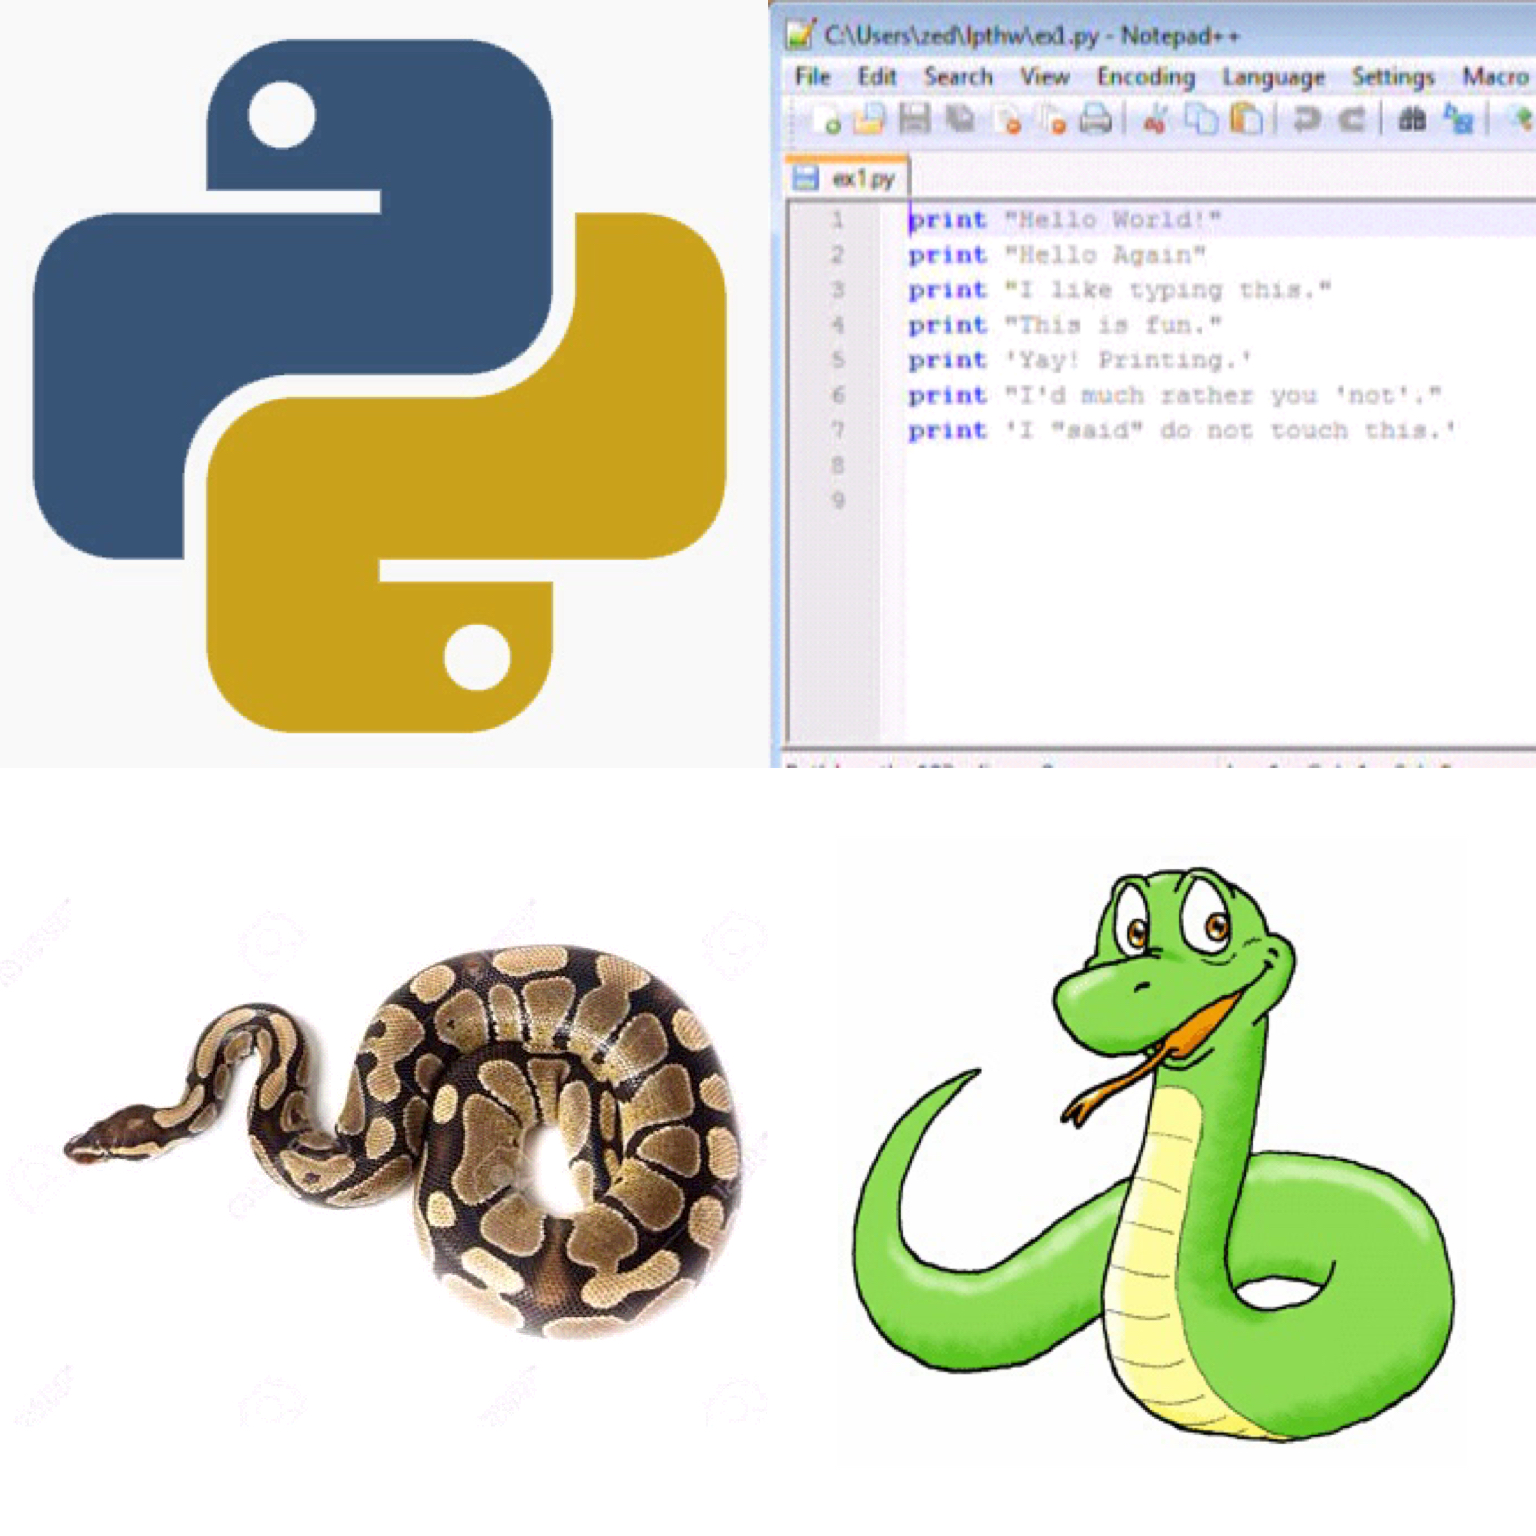 C:\Users\zed\lpthw\ex1.py - Notepad++
File Edit Search View Encoding Language Settings Macro
ex1.py
1 print "Hello World!"
2 print "Hello Again"
3 print "I like typing this."
4 print "This is fun."
5 print 'Yay! Printing.'
6 print "I'd much rather you 'not'."
7 print 'I "said" do not touch this.'
8
9